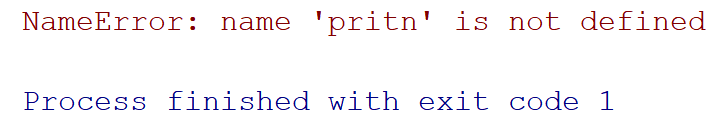 NameError: name 'pritn' is not defined
Process finished with exit code 1